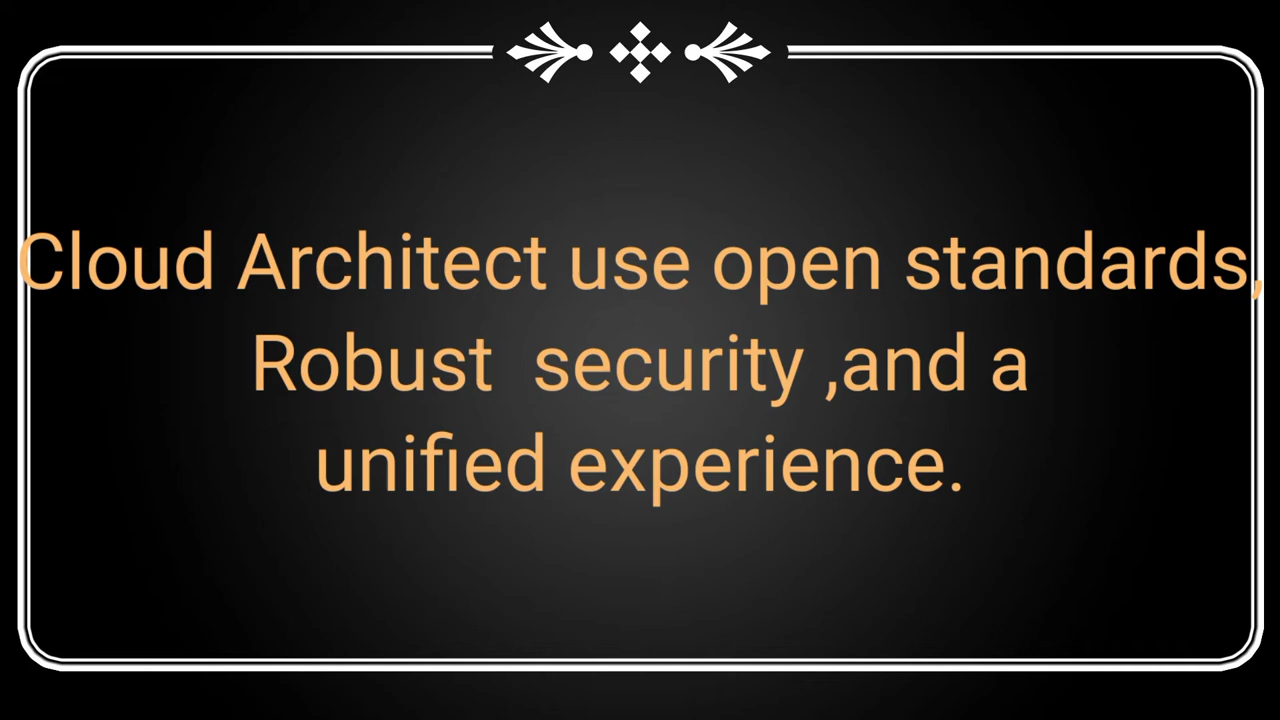 Cloud Architect use open standards,
Robust  security ,and a
unified experience.